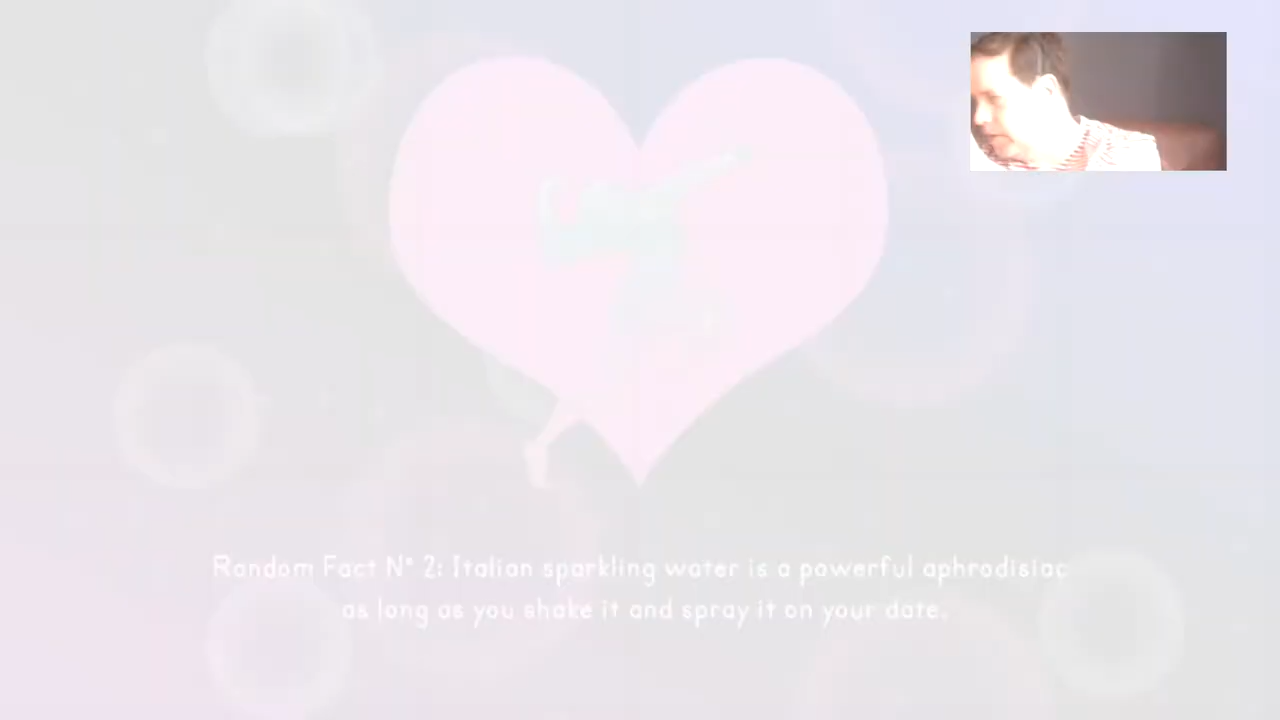 Random Fact N° 2: Italian sparkling water is a powerful aphrodisiac
as long as you shake it and spray it on your date.